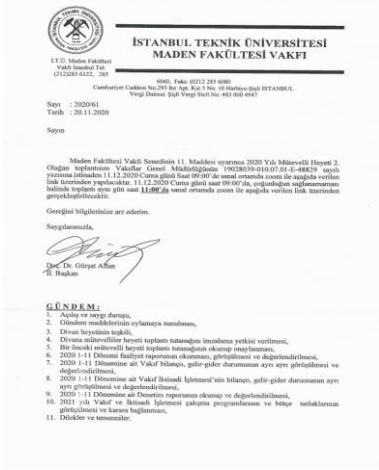 İSTANBUL TEKNİK ÜNİVERSİTESİ
MADEN FAKÜLTESİ VAKFI
İ.T.Ü. Maden Fakültesi
Vakfı İstanbul Tel:
(212)285 6122, 265
6060, Faks: (0212 285 6080
Cumhuriyet Caddesi No.295 Ilter Apt. Kat 5 No. 10 Harbiye-Şişli İSTANBUL
Vergi Dairesi Şişli Vergi Sicil No. 483 000 4947
Sayı : 2020/61
Tarih : 20.11.2020
Sayın
Maden Fakültesi Vakfı Senedinin 11. Maddesi uyarınca 2020 Yılı Mütevelli Heyeti 2.
Olağan toplantısını Vakıflar Genel Müdürlüğünün 19028039-010.07.01-E-48829 sayılı
yazısına istinaden 11.12.2020 Cuma günü Saat 09:00'de sanal ortamda zoom ile aşağıda verilen
link üzerinden yapılacaktır. 11.12.2020 Cuma günü saat 09:00'da, çoğunluğun sağlanamaması
halinde toplantı aynı gün saat 11:00'da sanal ortamda zoom ile aşağıda verilen link üzerinden
gerçekleştirilecektir.
Gereğini bilgilerinize arz ederim.
Saygılarımızla,
Doç. Dr. Gürşat Altun
II. Başkan
GÜNDEM:
1. Açılış ve saygı duruşu,
2. Gündem maddelerinin oylamaya sunulması,
3. Divan heyetinin teşkili,
4. Divana mütevelliler heyeti toplantı tutanağını imzalama yetkisi verilmesi,
5. Bir önceki mütevelli heyeti toplantı tutanağının okunup onaylanması,
6. 2020 I-11 Dönemi faaliyet raporunun okunması, görüşülmesi ve değerlendirilmesi,
7. 2020 I-11 Dönemine ait Vakıf bilanço, gelir-gider durumunun ayrı ayrı görüşülmesi ve
değerlendirilmesi,
8. 2020 I-11 Dönemine ait Vakıf İktisadi İşletmesi'nin bilanço, gelir-gider durumunun ayrı
ayrı görüşülmesi ve değerlendirilmesi,
9. 2020 I-11 Dönemine ait Denetim raporunun okunup ve değerlendirilmesi,
10. 2021 yılı Vakıf ve İktisadi İşletmesi çalışma programlarının ve bütçe taslaklarının
görüşülmesi ve karara bağlanması,
11. Dilekler ve temenniler.